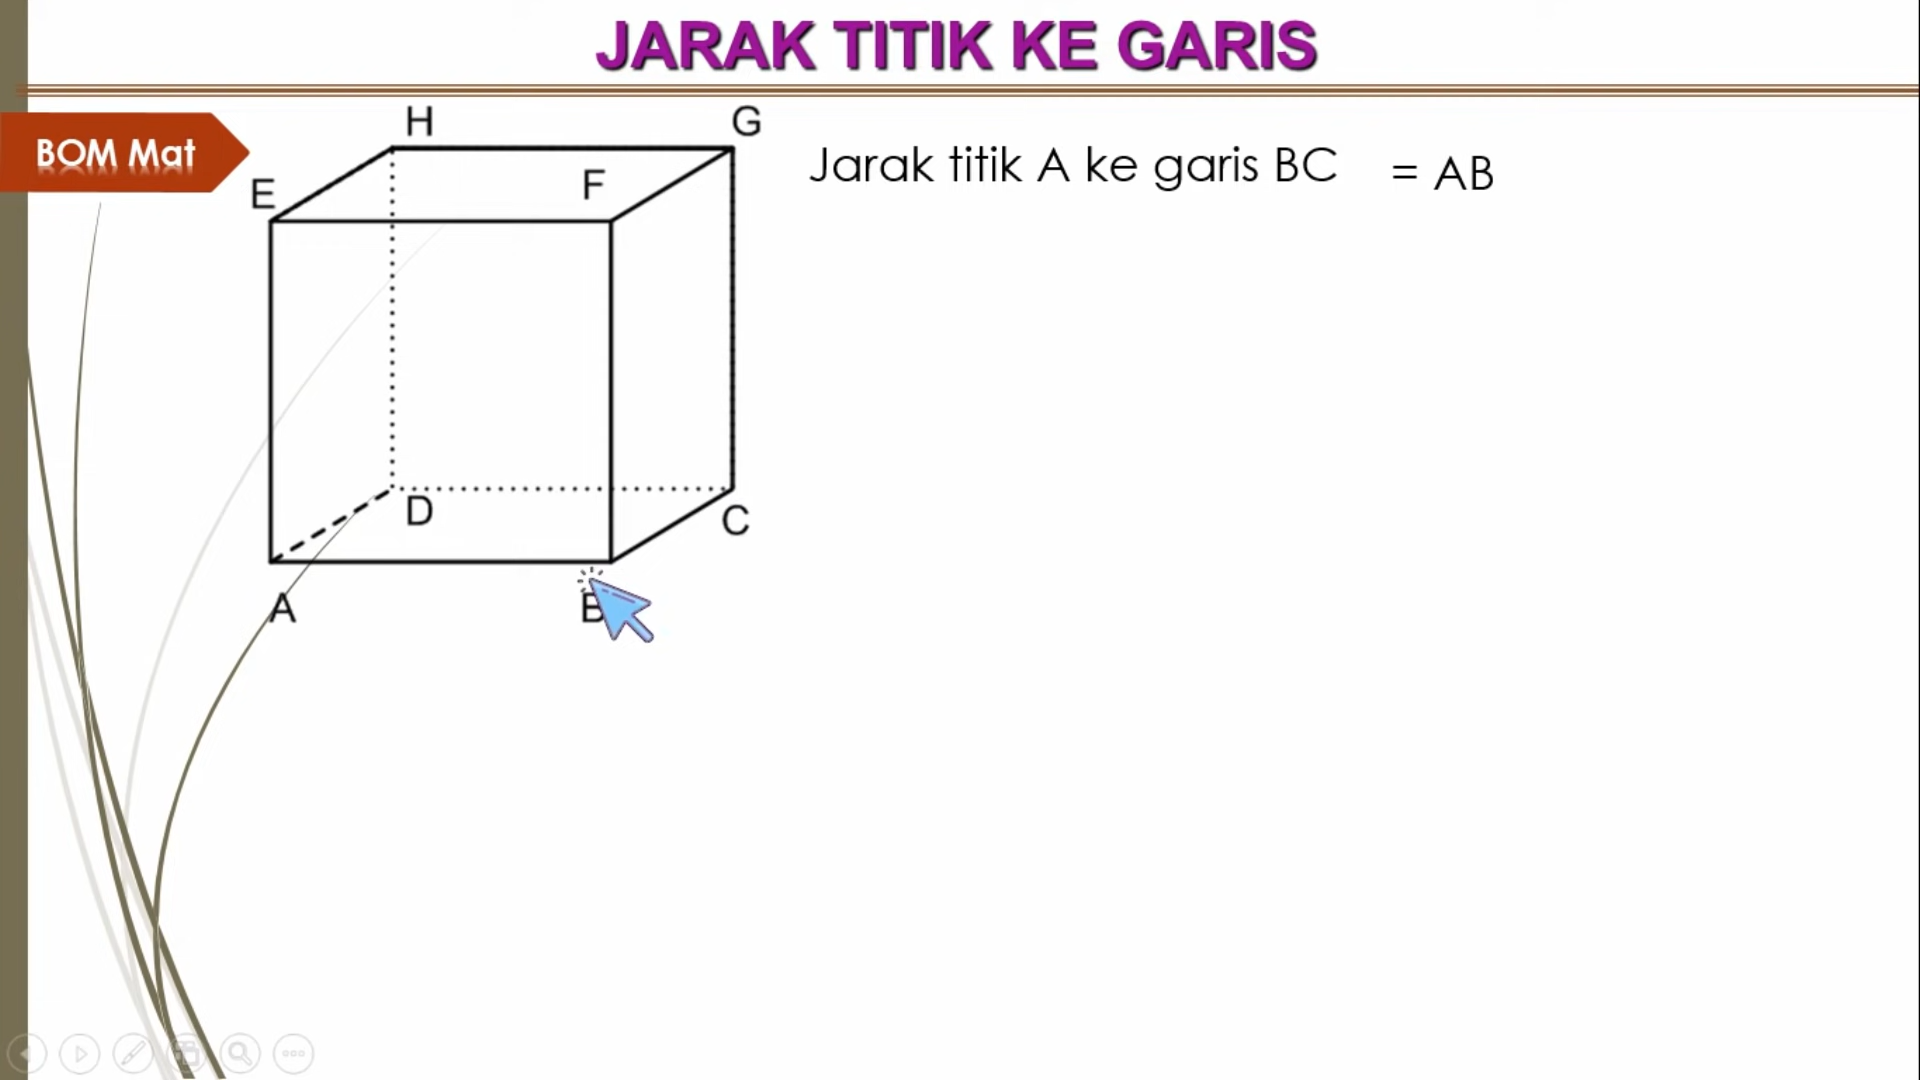 JARAK TITIK KE GARIS
BOM Mat
H
G
E
F
D
C
A
B
Jarak titik A ke garis BC = AB